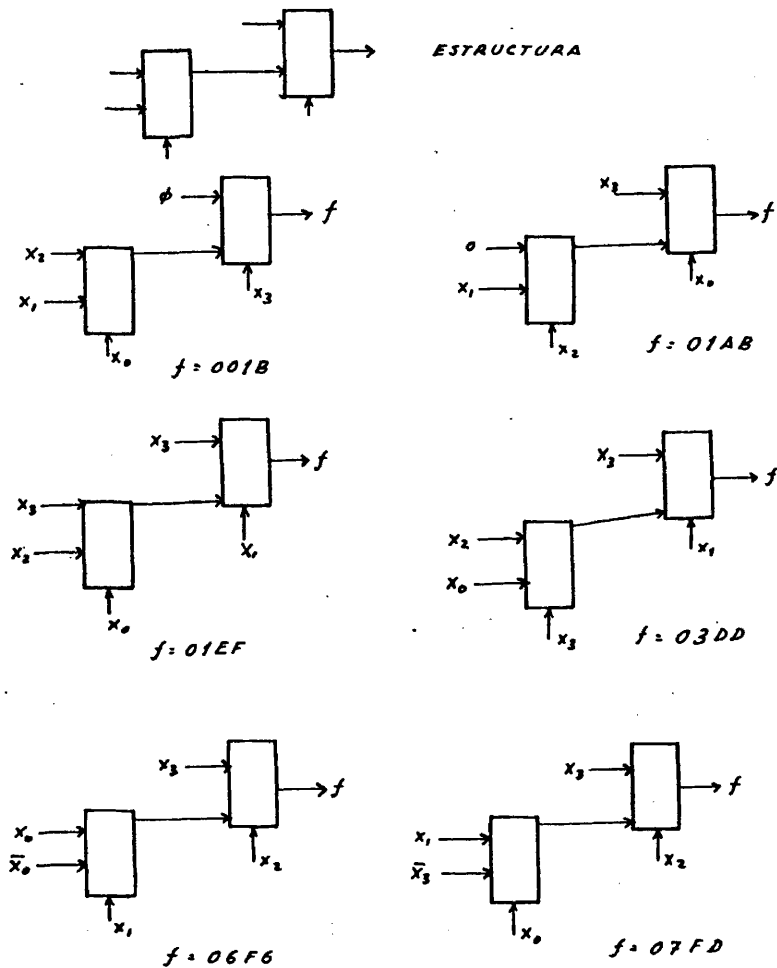 ESTRUCTURA
φ
f
x₂
x₁
x₃
x₀
f = 001B
x₃
f
0
x₁
x₀
x₂
f = 01AB
x₃
f
x₃
x₂
x₁
x₀
f = 01EF
x₃
f
x₂
x₀
x₁
x₃
f = 03DD
x₃
f
x₀
x̄₀
x₂
x₁
f = 06F6
x₃
f
x₁
x̄₃
x₂
x₀
f = 07FD